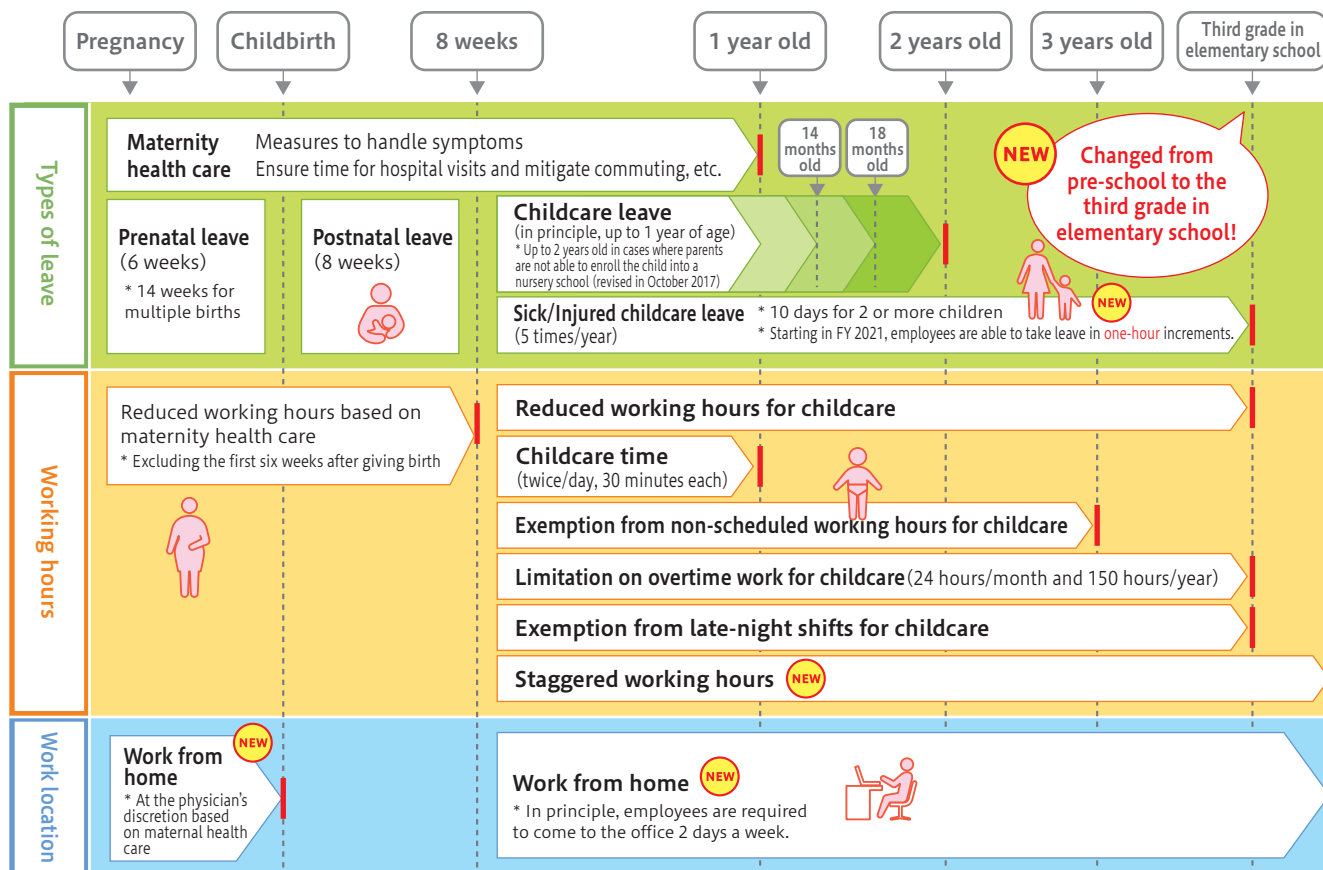 Pregnancy
Childbirth
8 weeks
1 year old
2 years old
3 years old
Third grade in
elementary school
Types of leave
Maternity
health care
Measures to handle symptoms
Ensure time for hospital visits and mitigate commuting, etc.
14
months
old
18
months
old
NEW
Changed from
pre-school to the
third grade in
elementary school!
Prenatal leave
(6 weeks)
* 14 weeks for
multiple births
Postnatal leave
(8 weeks)
Childcare leave
(in principle, up to 1 year of age)
* Up to 2 years old in cases where parents
are not able to enroll the child into a
nursery school (revised in October 2017)
Sick/Injured childcare leave
(5 times/year)
* 10 days for 2 or more children
NEW
* Starting in FY 2021, employees are able to take leave in one-hour increments.
Working hours
Reduced working hours based on
maternity health care
* Excluding the first six weeks after giving birth
Reduced working hours for childcare
Childcare time
(twice/day, 30 minutes each)
Exemption from non-scheduled working hours for childcare
Limitation on overtime work for childcare (24 hours/month and 150 hours/year)
Exemption from late-night shifts for childcare
Staggered working hours NEW
Work location
Work from
home
NEW
* At the physician's
discretion based
on maternal health
care
Work from home NEW
* In principle, employees are required
to come to the office 2 days a week.